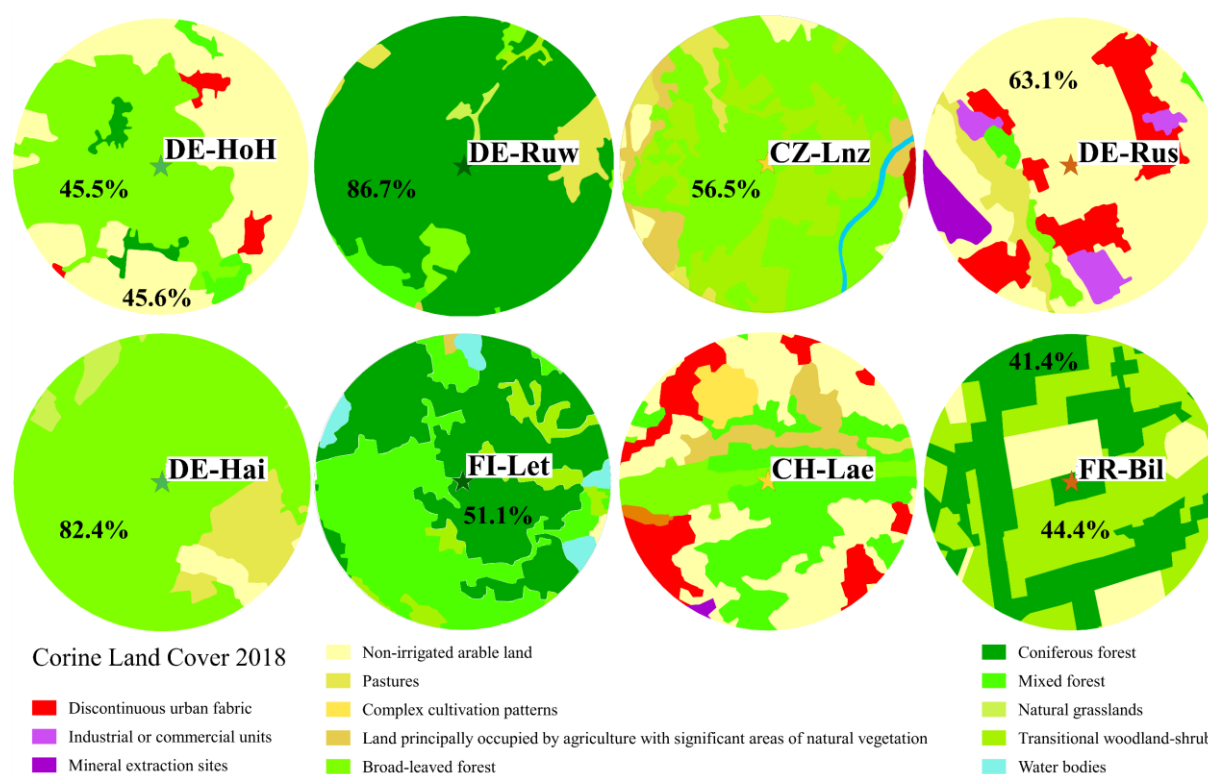 63.1%
DE-HoH
DE-Ruw
CZ-Lnz
DE-Rus
45.5%
86.7%
56.5%
45.6%
41.4%
DE-Hai
FI-Let
CH-Lae
FR-Bil
82.4%
51.1%
44.4%
Corine Land Cover 2018
Discontinuous urban fabric
Industrial or commercial units
Mineral extraction sites
Non-irrigated arable land
Pastures
Complex cultivation patterns
Land principally occupied by agriculture with significant areas of natural vegetation
Broad-leaved forest
Coniferous forest
Mixed forest
Natural grasslands
Transitional woodland-shrub
Water bodies